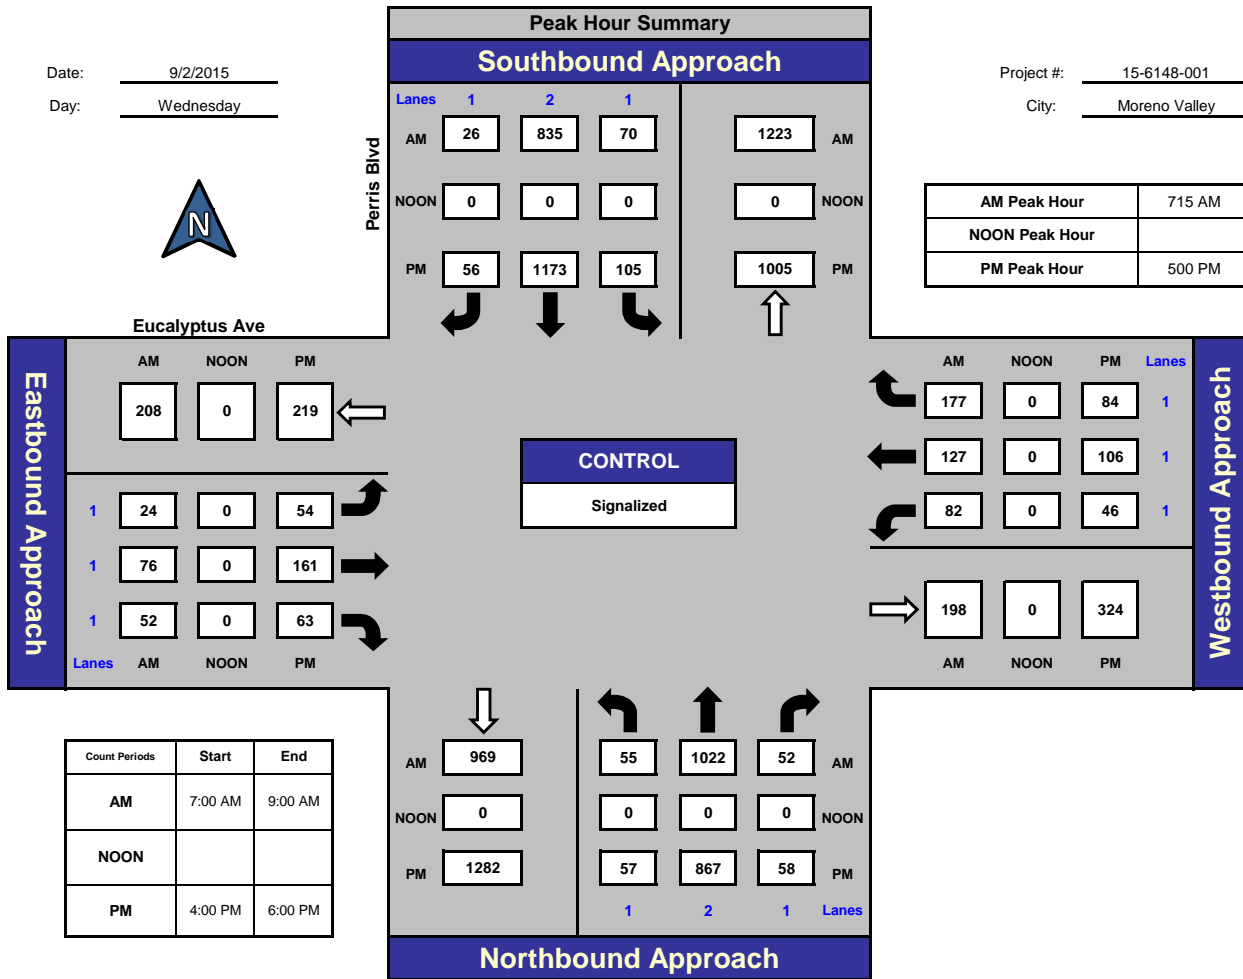 Peak Hour Summary
Southbound Approach
Date: 9/2/2015
Day: Wednesday
Project #: 15-6148-001
City: Moreno Valley
N
Perris Blvd
Lanes 1 2 1
AM 26 835 70 1223 AM
NOON 0 0 0 0 NOON
PM 56 1173 105 1005 PM
AM Peak Hour 715 AM
NOON Peak Hour
PM Peak Hour 500 PM
Eucalyptus Ave
Eastbound Approach
AM NOON PM
208 0 219
1 24 0 54
1 76 0 161
1 52 0 63
Lanes AM NOON PM
CONTROL
Signalized
AM NOON PM Lanes
177 0 84 1
127 0 106 1
82 0 46 1
198 0 324
AM NOON PM
Westbound Approach
Count Periods Start End
AM 7:00 AM 9:00 AM
NOON
PM 4:00 PM 6:00 PM
AM 969 55 1022 52 AM
NOON 0 0 0 0 NOON
PM 1282 57 867 58 PM
1 2 1 Lanes
Northbound Approach